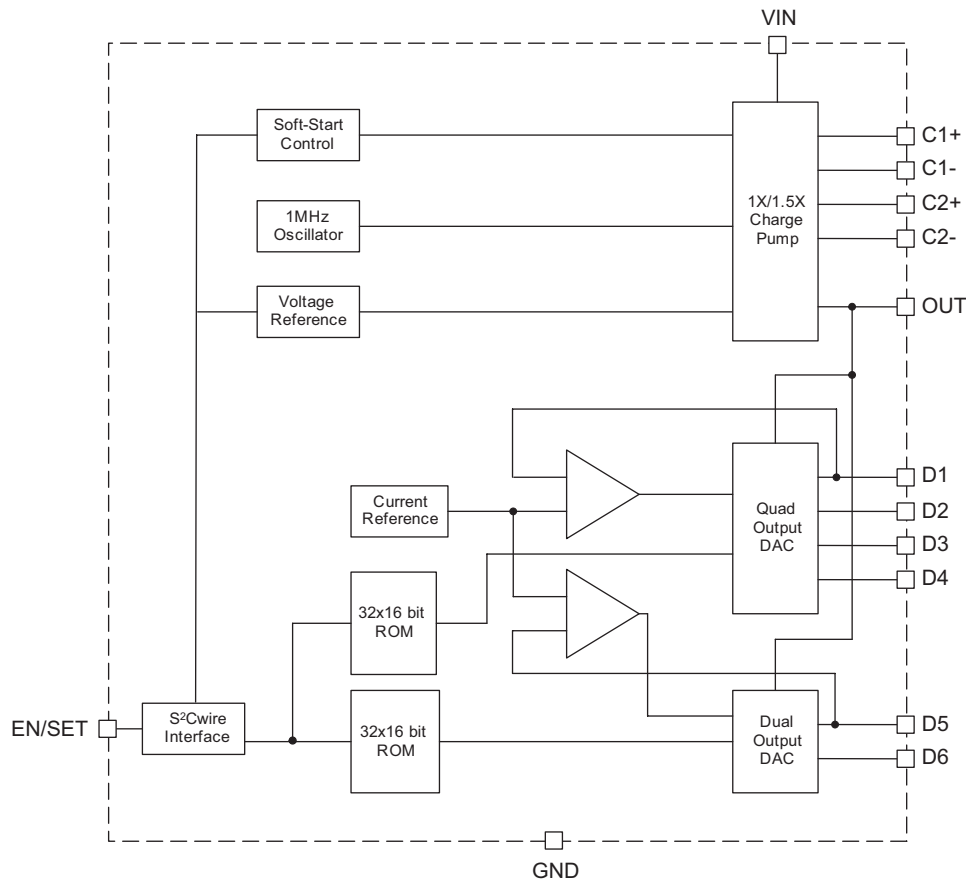 VIN
Soft-Start
Control
C1+
C1-
1MHz
Oscillator
1X/1.5X
Charge
Pump
C2+
C2-
Voltage
Reference
OUT
Current
Reference
Quad
Output
DAC
D1
D2
D3
D4
32x16 bit
ROM
EN/SET
S²Cwire
Interface
32x16 bit
ROM
Dual
Output
DAC
D5
D6
GND